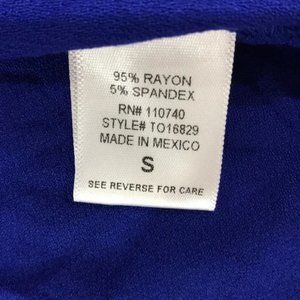 95% RAYON
5% SPANDEX
RN# 110740
STYLE# TO16829
MADE IN MEXICO
S
SEE REVERSE FOR CARE